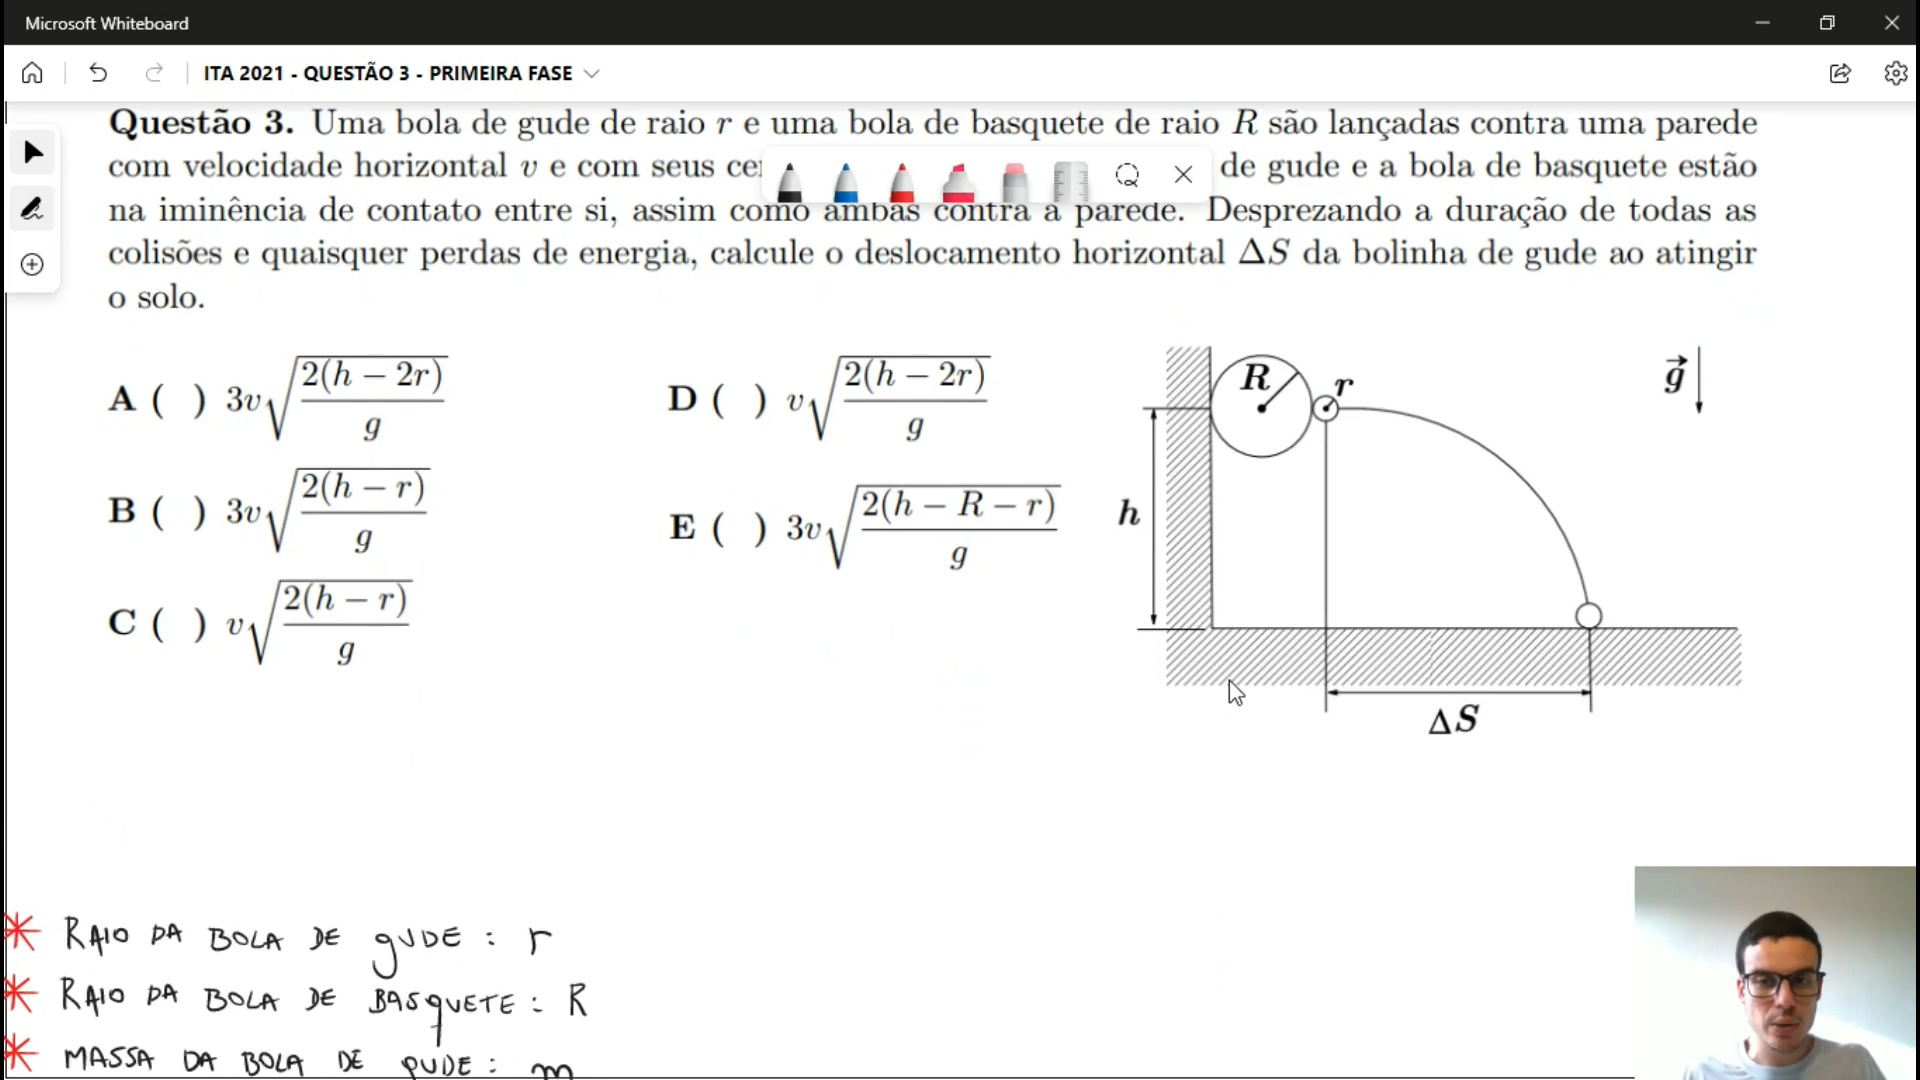 Microsoft Whiteboard
ITA 2021 - QUESTÃO 3 - PRIMEIRA FASE
Questão 3. Uma bola de gude de raio r e uma bola de basquete de raio R são lançadas contra uma parede
com velocidade horizontal v e com seus de gude e a bola de basquete estão
na iminência de contato entre si, assim como ambas contra a parede. Desprezando a duração de todas as
colisões e quaisquer perdas de energia, calcule o deslocamento horizontal ΔS da bolinha de gude ao atingir
o solo.
A ( ) 3v√(2(h − 2r)/g)
B ( ) 3v√(2(h − r)/g)
C ( ) v√(2(h − r)/g)
D ( ) v√(2(h − 2r)/g)
E ( ) 3v√(2(h − R − r)/g)
R
r
g⃗
h
ΔS
RAIO DA BOLA DE GUDE : r
RAIO DA BOLA DE BASQUETE : R
MASSA DA BOLA DE GUDE : m